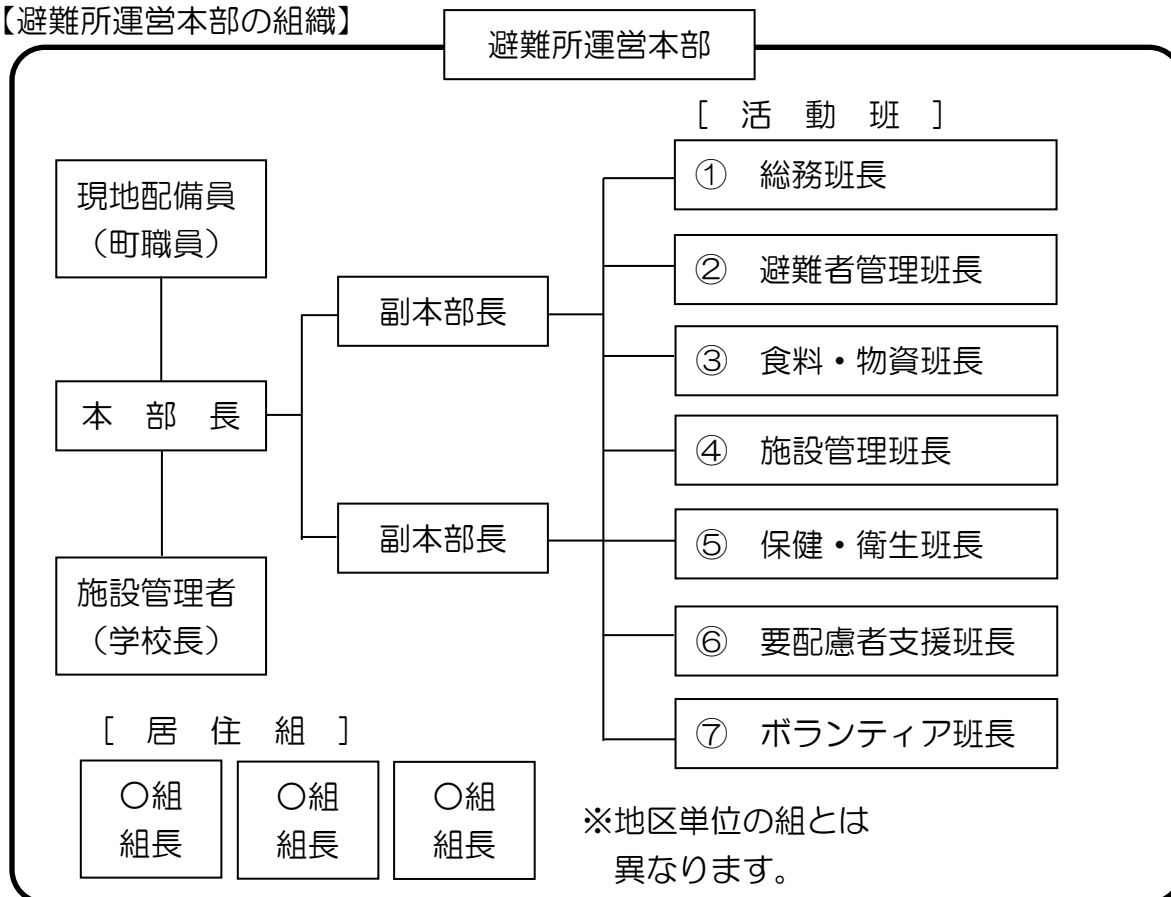 【避難所運営本部の組織】
避難所運営本部
[ 活 動 班 ]
現地配備員
（町職員）
本 部 長
施設管理者
（学校長）
副本部長
副本部長
① 総務班長
② 避難者管理班長
③ 食料・物資班長
④ 施設管理班長
⑤ 保健・衛生班長
⑥ 要配慮者支援班長
⑦ ボランティア班長
[ 居 住 組 ]
〇組
組長
〇組
組長
〇組
組長
※地区単位の組とは
異なります。